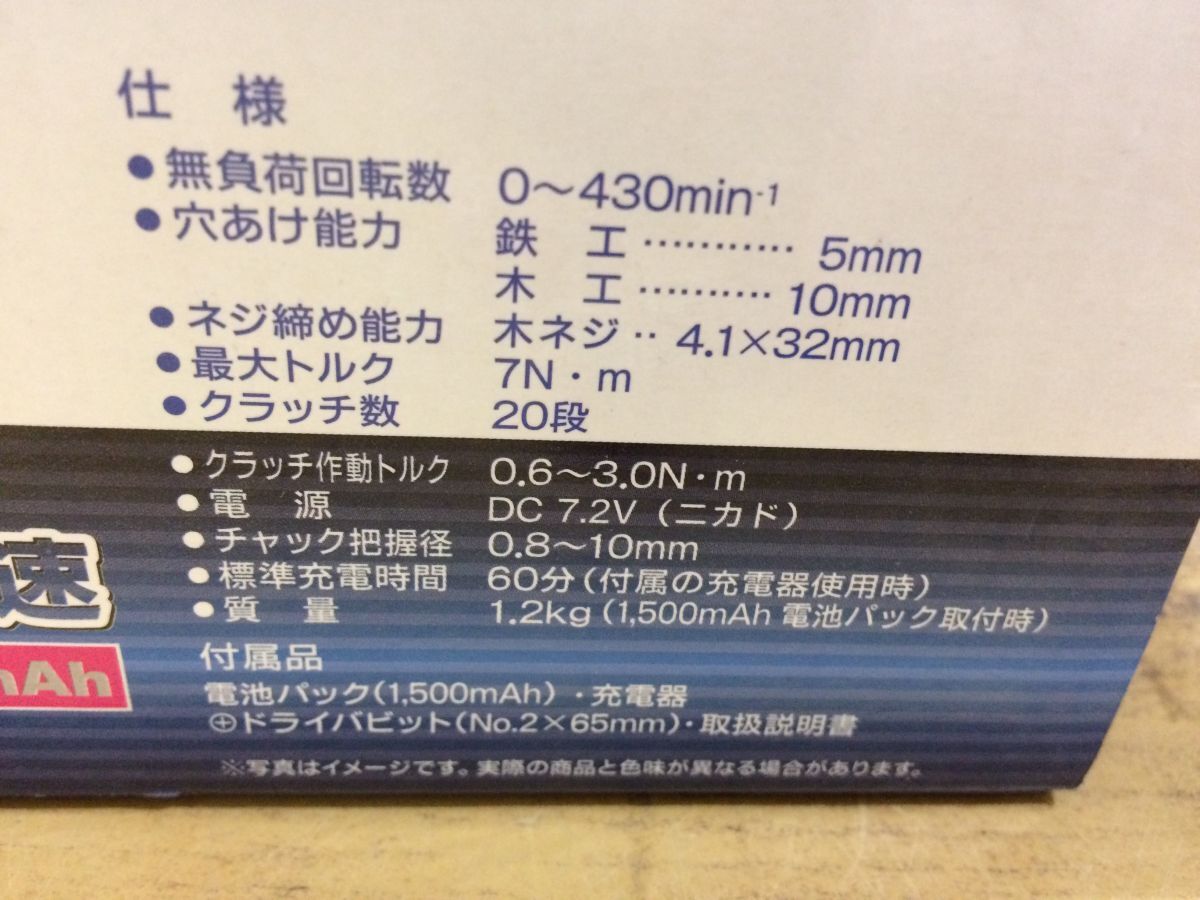 仕 様
●無負荷回転数 0〜430min-1
●穴あけ能力 鉄 工 ………… 5mm
木 工 ………… 10mm
●ネジ締め能力 木ネジ‥ 4.1×32mm
●最大トルク 7N・m
●クラッチ数 20段
●クラッチ作動トルク 0.6〜3.0N・m
●電 源 DC 7.2V（ニカド）
●チャック把握径 0.8〜10mm
●標準充電時間 60分（付属の充電器使用時）
●質 量 1.2kg（1,500mAh 電池パック取付時）
速
mAh
付属品
電池パック（1,500mAh）・充電器
⊕ドライバビット（No.2×65mm）・取扱説明書
※写真はイメージです。実際の商品と色味が異なる場合があります。